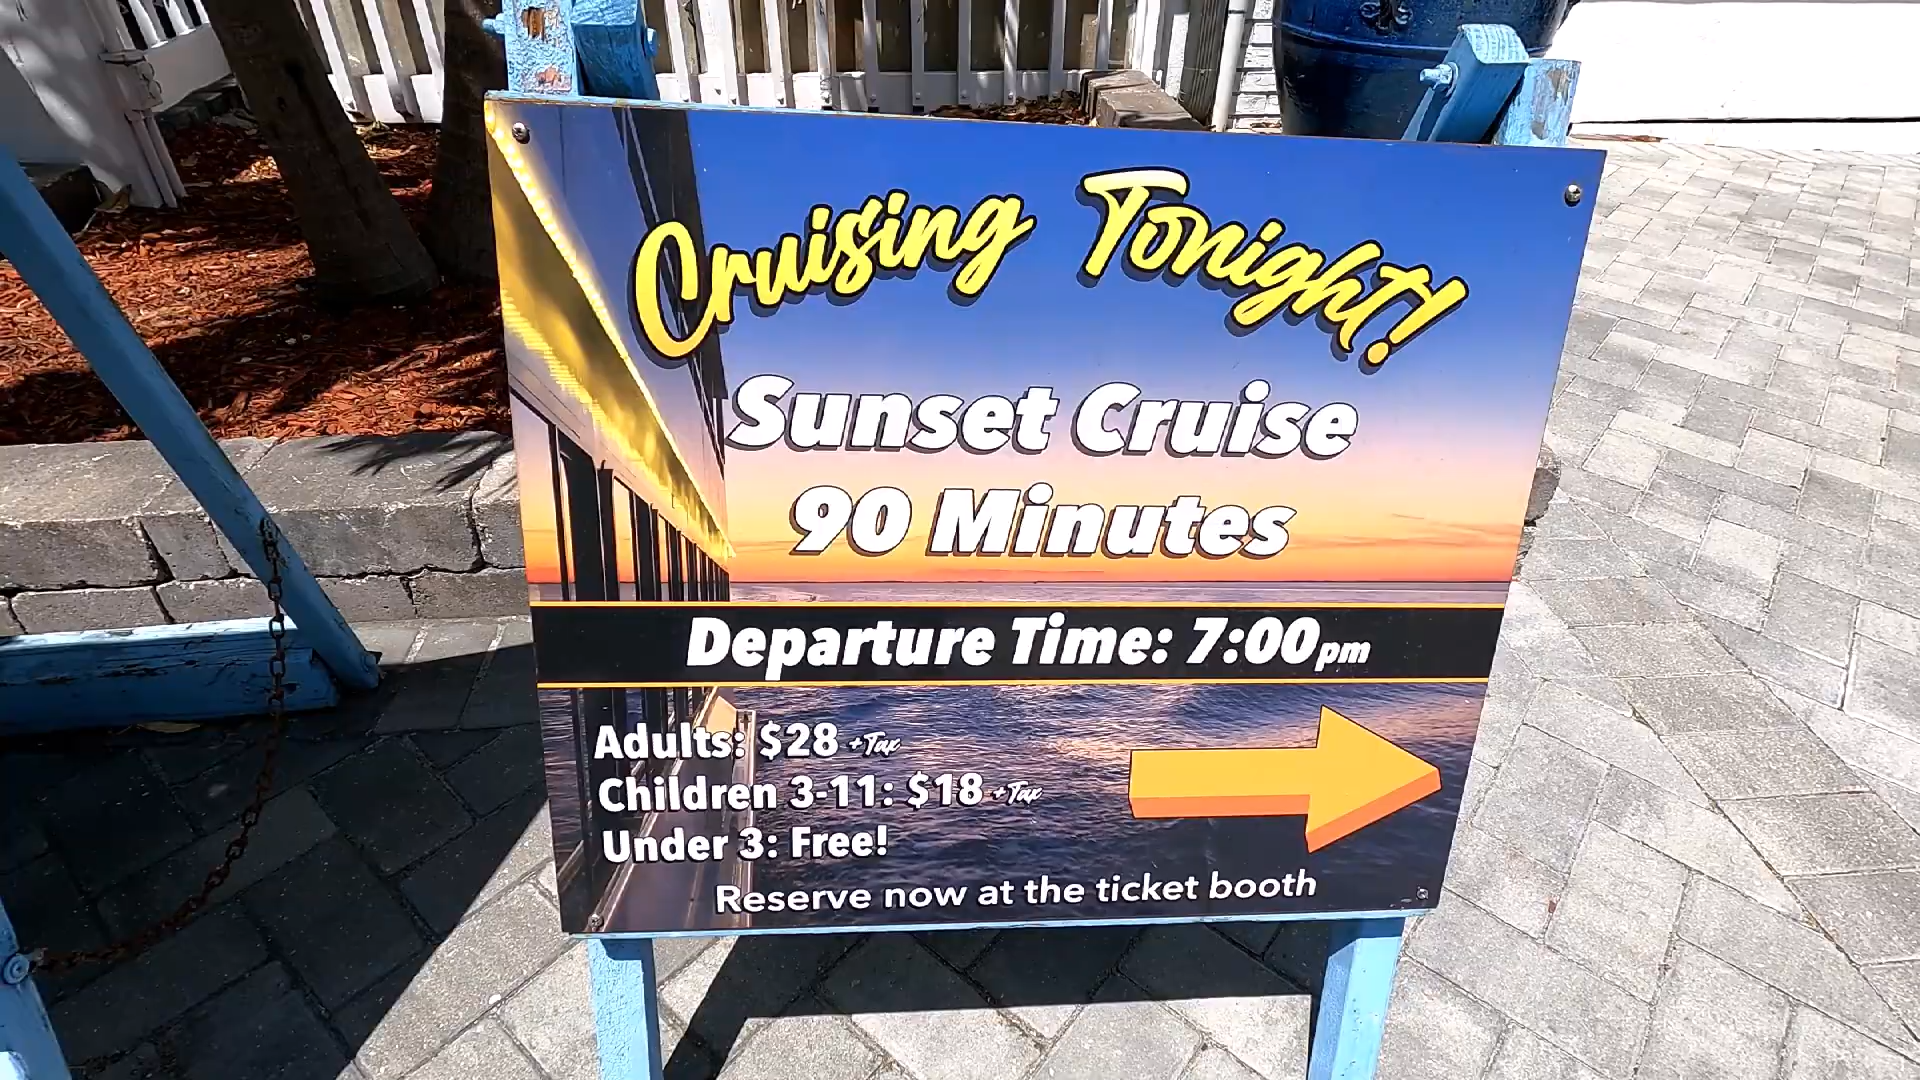 Cruising Tonight!
Sunset Cruise
90 Minutes
Departure Time: 7:00pm
Adults: $28 +Tax
Children 3-11: $18 +Tax
Under 3: Free!
Reserve now at the ticket booth